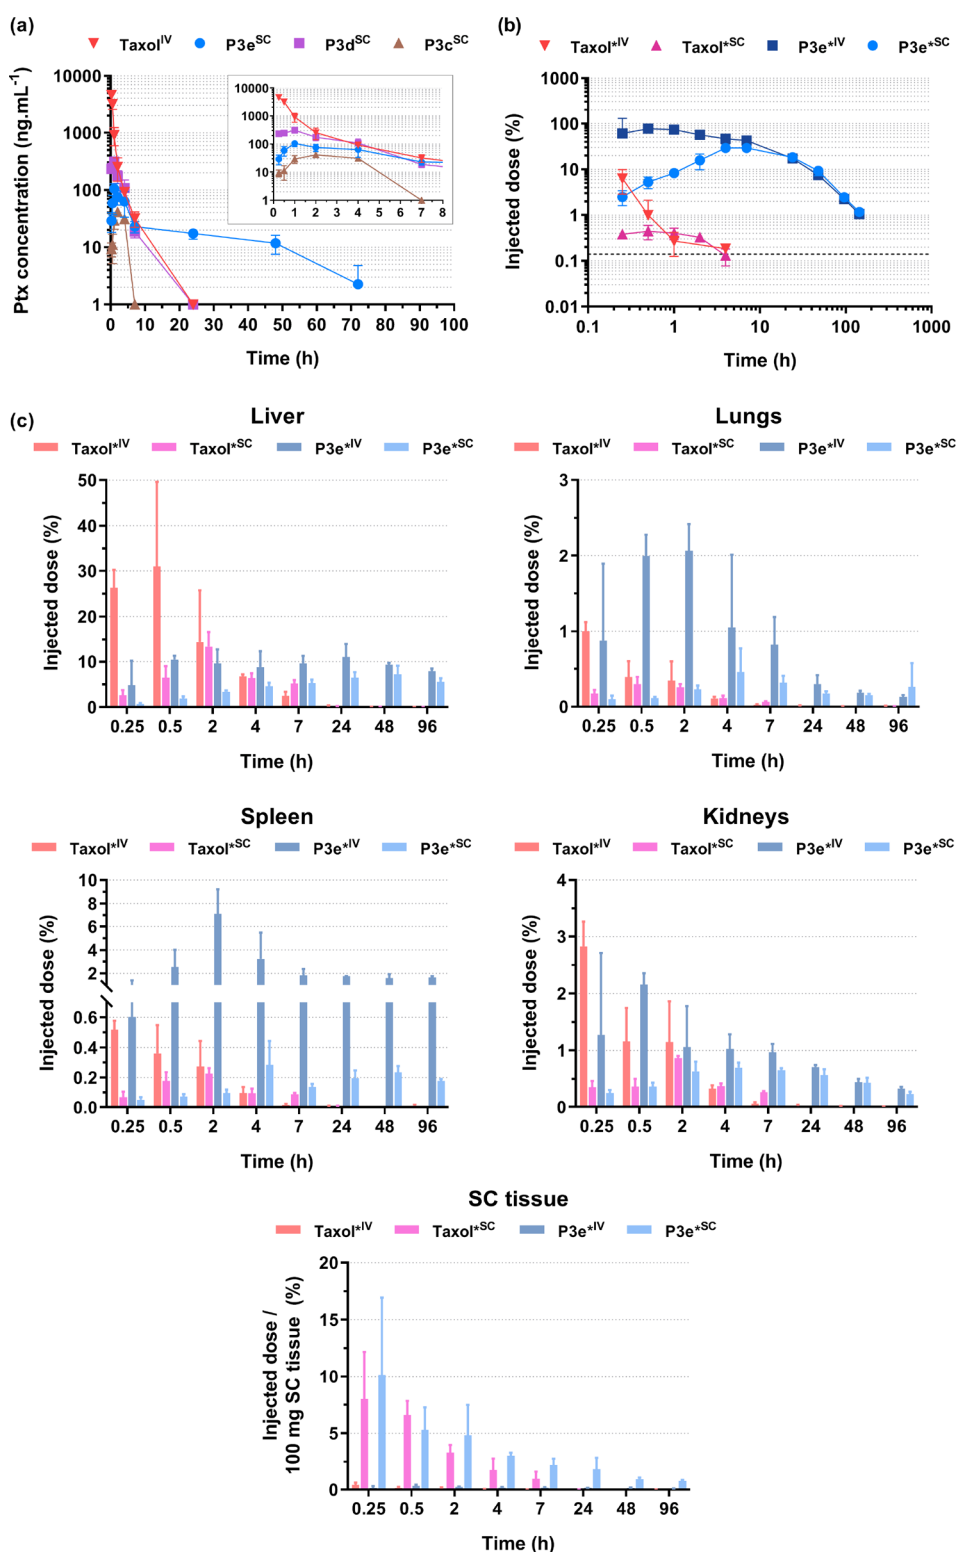 (a)
Taxol^IV P3e^SC P3d^SC P3c^SC
Ptx concentration (ng.mL^-1)
10000
1000
100
10
1
0 10 20 30 40 50 60 70 80 90 100
Time (h)
10000
1000
100
10
1
0 1 2 3 4 5 6 7 8
(b)
Taxol*^IV Taxol*^SC P3e*^IV P3e*^SC
Injected dose (%)
1000
100
10
1
0.1
0.01
0.1 1 10 100 1000
Time (h)
(c)
Liver
Taxol*^IV Taxol*^SC P3e*^IV P3e*^SC
Injected dose (%)
50
40
30
20
10
0
0.25 0.5 2 4 7 24 48 96
Time (h)
Lungs
Taxol*^IV Taxol*^SC P3e*^IV P3e*^SC
Injected dose (%)
3
2
1
0
0.25 0.5 2 4 7 24 48 96
Time (h)
Spleen
Taxol*^IV Taxol*^SC P3e*^IV P3e*^SC
Injected dose (%)
10
8
6
4
2
0.6
0.4
0.2
0.0
0.25 0.5 2 4 7 24 48 96
Time (h)
Kidneys
Taxol*^IV Taxol*^SC P3e*^IV P3e*^SC
Injected dose (%)
4
3
2
1
0
0.25 0.5 2 4 7 24 48 96
Time (h)
SC tissue
Taxol*^IV Taxol*^SC P3e*^IV P3e*^SC
Injected dose /
100 mg SC tissue (%)
20
15
10
5
0
0.25 0.5 2 4 7 24 48 96
Time (h)